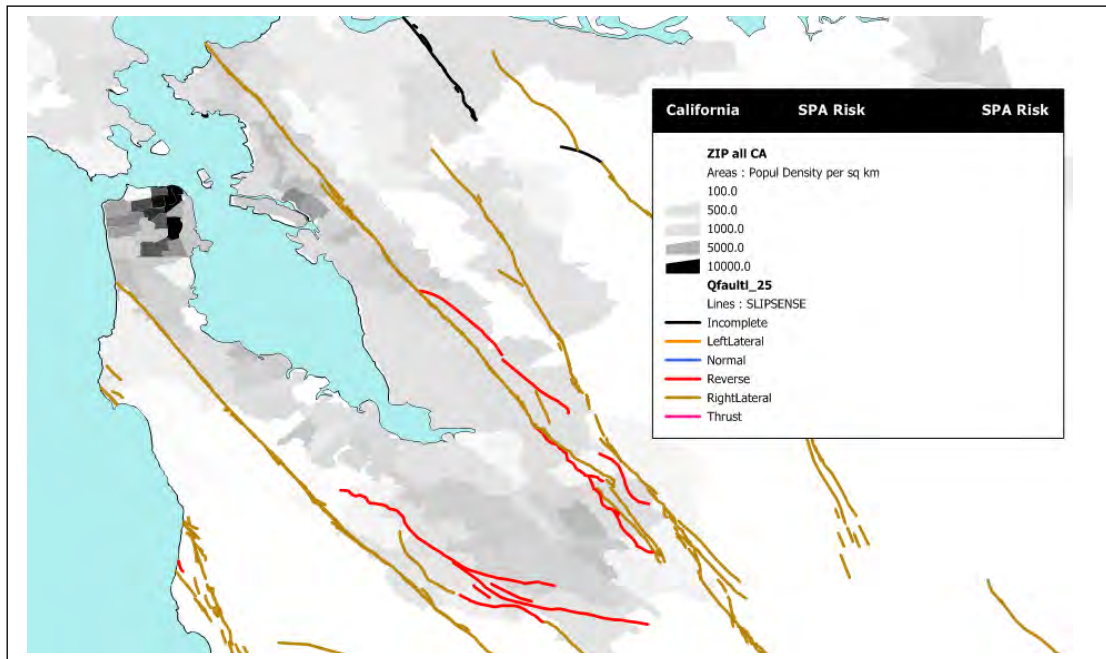 California SPA Risk SPA Risk
ZIP all CA
Areas : Popul Density per sq km
100.0
500.0
1000.0
5000.0
10000.0
Qfaultl_25
Lines : SLIPSENSE
Incomplete
LeftLateral
Normal
Reverse
RightLateral
Thrust